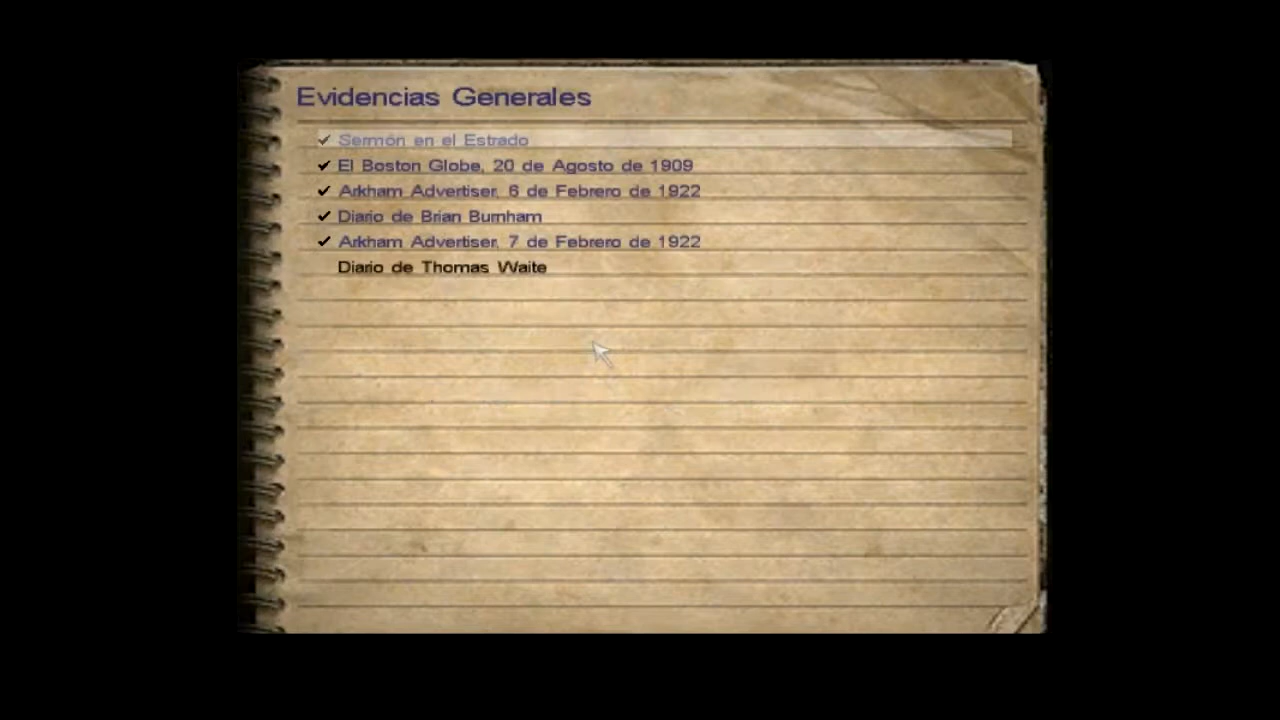 Evidencias Generales
✓ Sermón en el Estrado
✓ El Boston Globe, 20 de Agosto de 1909
✓ Arkham Advertiser, 6 de Febrero de 1922
✓ Diario de Brian Burnham
✓ Arkham Advertiser, 7 de Febrero de 1922
Diario de Thomas Waite